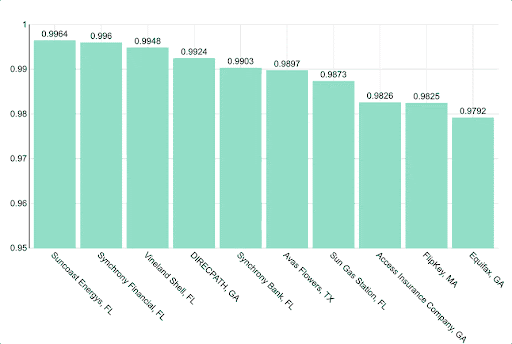 1
0.99
0.98
0.97
0.96
0.95
0.9964
0.996
0.9948
0.9924
0.9903
0.9897
0.9873
0.9826
0.9825
0.9792
Suncoast Energys, FL
Synchrony Financial, FL
Vineland Shell, FL
DIRECPATH, GA
Synchrony Bank, FL
Avas Flowers, TX
Sun Gas Station, FL
Access Insurance Company, GA
FlipKey, MA
Equifax, GA